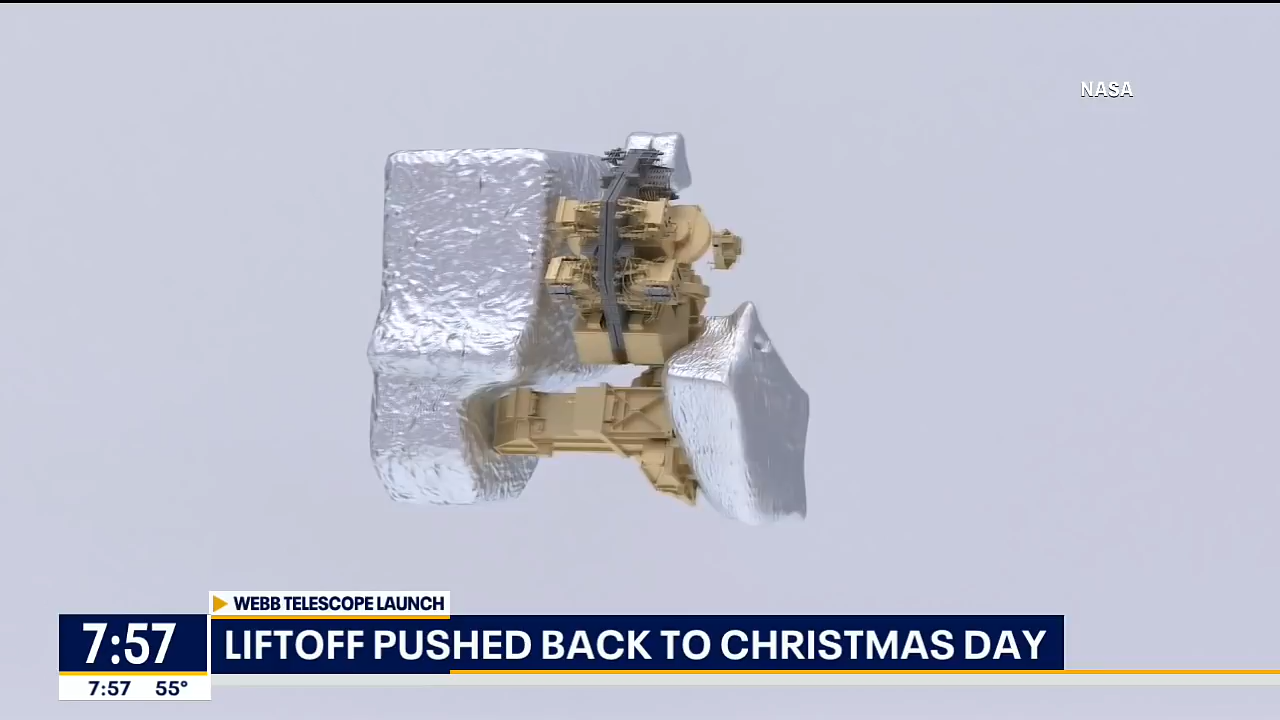 NASA
WEBB TELESCOPE LAUNCH
7:57
LIFTOFF PUSHED BACK TO CHRISTMAS DAY
7:57 55°